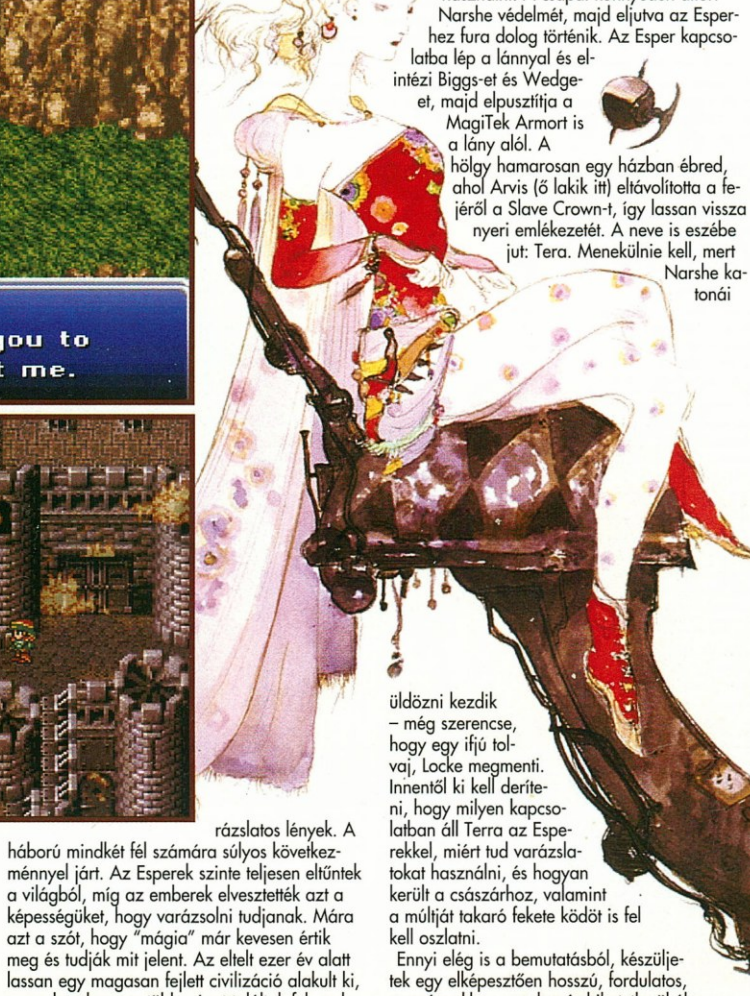 Narshe védelmét, majd eljutva az Esper-
hez fura dolog történik. Az Esper kapcso-
latba lép a lánnyal és el-
intézi Biggs-et és Wedge-
et, majd elpusztítja a
MagiTek Armort is
a lány alól. A
hölgy hamarosan egy házban ébred,
ahol Arvis (ő lakik itt) eltávolította a fe-
jéről a Slave Crown-t, így lassan vissza
nyeri emlékezetét. A neve is eszébe
jut: Tera. Menekülnie kell, mert
Narshe ka-
tonái
you to
me.
rázslatos lények. A
háború mindkét fél számára súlyos következ-
ménnyel járt. Az Esperek szinte teljesen eltűntek
a világból, míg az emberek elvesztették azt a
képességüket, hogy varázsolni tudjanak. Mára
azt a szót, hogy "mágia" már kevesen értik
meg és tudják mit jelent. Az eltelt ezer év alatt
lassan egy magasan fejlett civilizáció alakult ki,
üldözni kezdik
– még szerencse,
hogy egy ifjú tol-
vaj, Locke megmenti.
Innentől ki kell deríte-
ni, hogy milyen kapcso-
latban áll Terra az Espe-
rekkel, miért tud varázsla-
tokat használni, és hogyan
került a császárhoz, valamint
a múltját takaró fekete ködöt is fel
kell oszlatni.
Ennyi elég is a bemutatásból, készülje-
tek egy elképesztően hosszú, fordulatos,